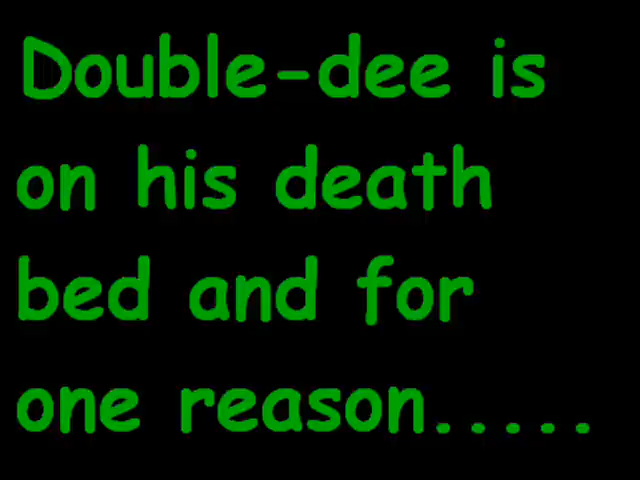 Double-dee is
on his death
bed and for
one reason.....